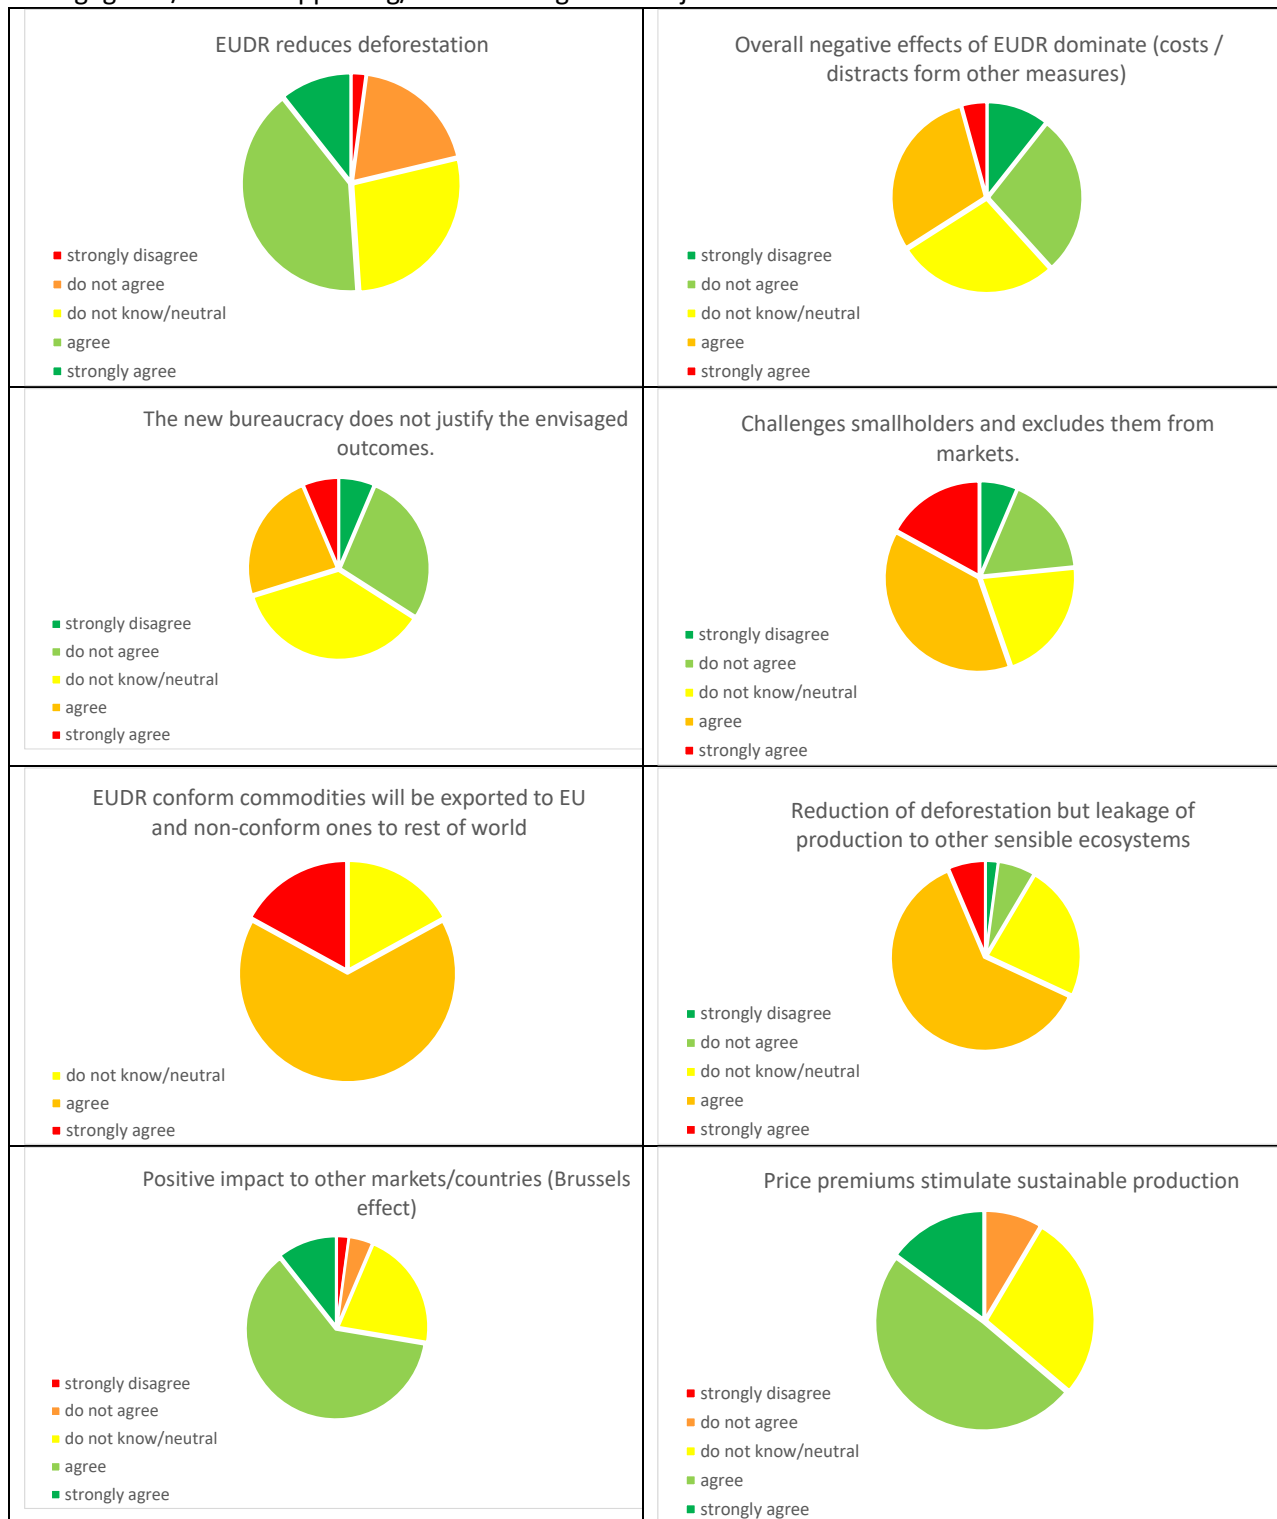 EUDR reduces deforestation
strongly disagree
do not agree
do not know/neutral
agree
strongly agree
Overall negative effects of EUDR dominate (costs /
distracts form other measures)
strongly disagree
do not agree
do not know/neutral
agree
strongly agree
The new bureaucracy does not justify the envisaged
outcomes.
strongly disagree
do not agree
do not know/neutral
agree
strongly agree
Challenges smallholders and excludes them from
markets.
strongly disagree
do not agree
do not know/neutral
agree
strongly agree
EUDR conform commodities will be exported to EU
and non-conform ones to rest of world
do not know/neutral
agree
strongly agree
Reduction of deforestation but leakage of
production to other sensible ecosystems
strongly disagree
do not agree
do not know/neutral
agree
strongly agree
Positive impact to other markets/countries (Brussels
effect)
strongly disagree
do not agree
do not know/neutral
agree
strongly agree
Price premiums stimulate sustainable production
strongly disagree
do not agree
do not know/neutral
agree
strongly agree